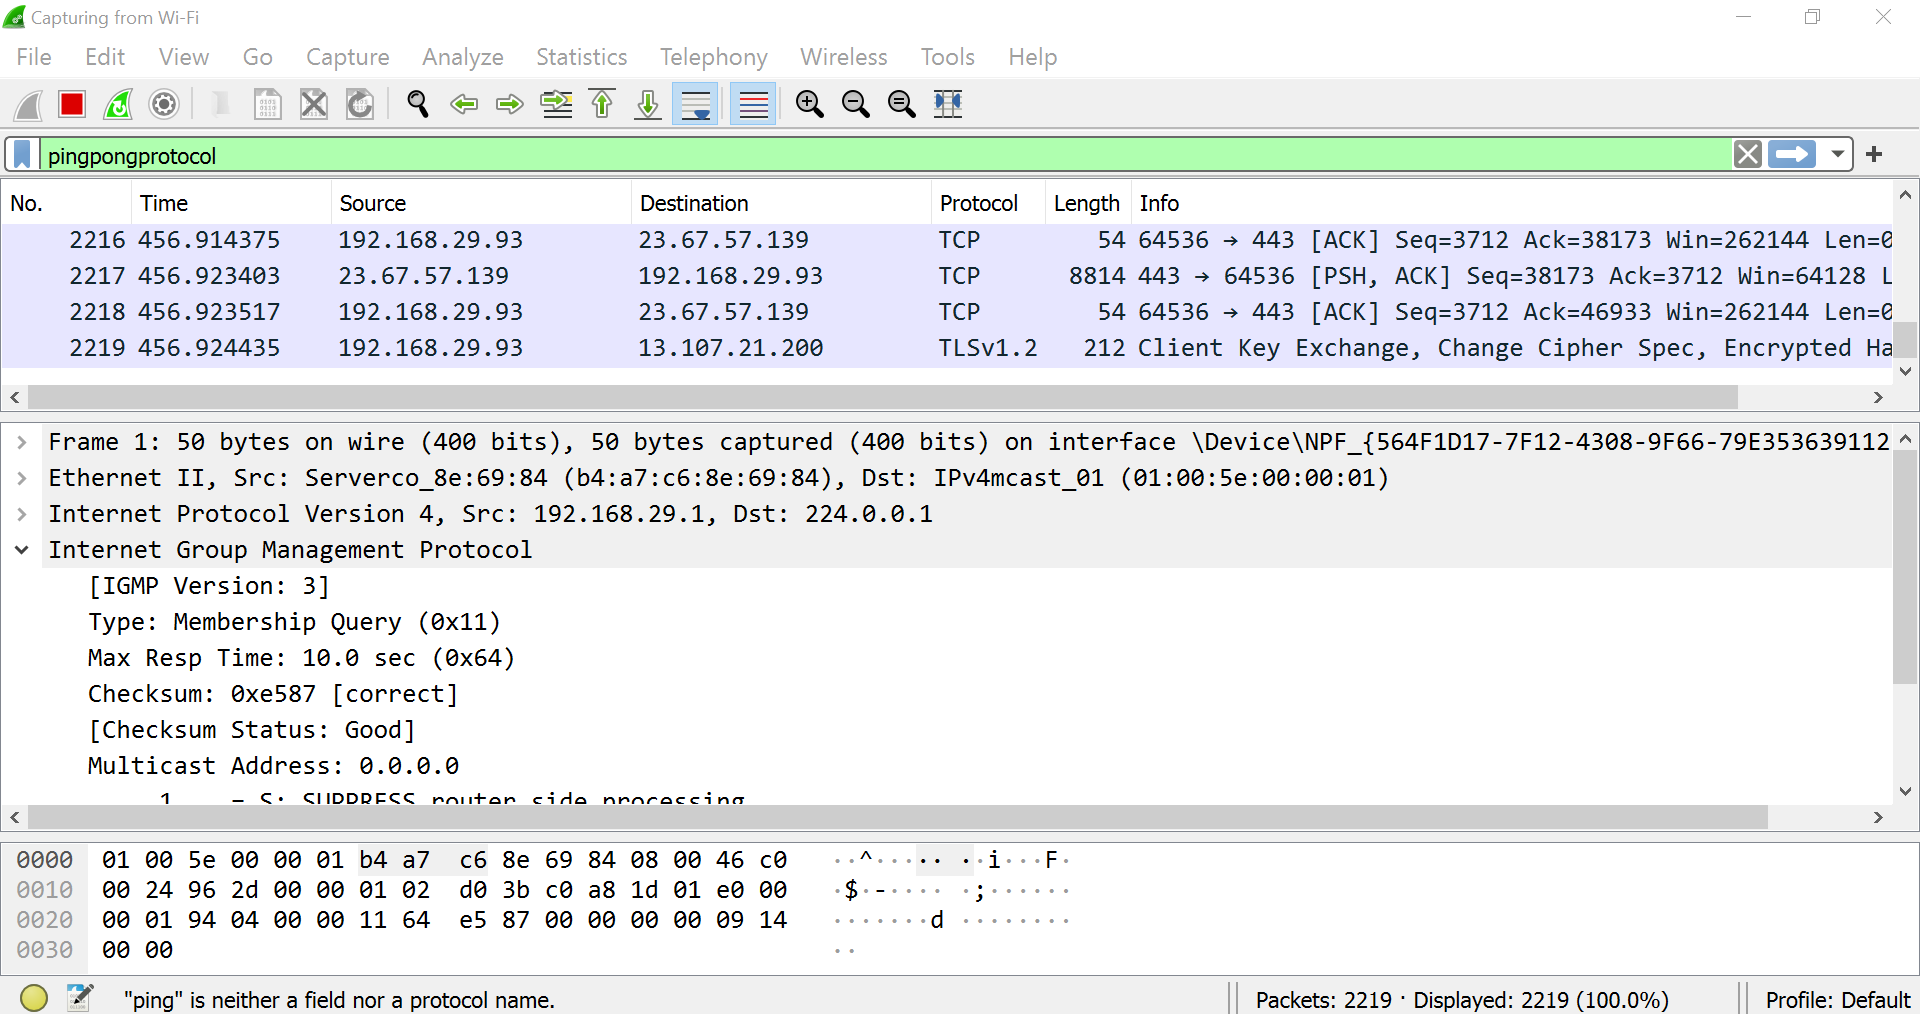 Capturing from Wi-Fi
File Edit View Go Capture Analyze Statistics Telephony Wireless Tools Help
pingpongprotocol
No. Time Source Destination Protocol Length Info
2216 456.914375 192.168.29.93 23.67.57.139 TCP 54 64536 → 443 [ACK] Seq=3712 Ack=38173 Win=262144 Len=0
2217 456.923403 23.67.57.139 192.168.29.93 TCP 8814 443 → 64536 [PSH, ACK] Seq=38173 Ack=3712 Win=64128 L
2218 456.923517 192.168.29.93 23.67.57.139 TCP 54 64536 → 443 [ACK] Seq=3712 Ack=46933 Win=262144 Len=0
2219 456.924435 192.168.29.93 13.107.21.200 TLSv1.2 212 Client Key Exchange, Change Cipher Spec, Encrypted Ha
Frame 1: 50 bytes on wire (400 bits), 50 bytes captured (400 bits) on interface \Device\NPF_{564F1D17-7F12-4308-9F66-79E353639112
Ethernet II, Src: Serverco_8e:69:84 (b4:a7:c6:8e:69:84), Dst: IPv4mcast_01 (01:00:5e:00:00:01)
Internet Protocol Version 4, Src: 192.168.29.1, Dst: 224.0.0.1
Internet Group Management Protocol
[IGMP Version: 3]
Type: Membership Query (0x11)
Max Resp Time: 10.0 sec (0x64)
Checksum: 0xe587 [correct]
[Checksum Status: Good]
Multicast Address: 0.0.0.0
1... = S: SUPPRESS router side processing
0000 01 00 5e 00 00 01 b4 a7 c6 8e 69 84 08 00 46 c0 ··^····· ··i···F·
0010 00 24 96 2d 00 00 01 02 d0 3b c0 a8 1d 01 e0 00 ·$·-···· ·;······
0020 00 01 94 04 00 00 11 64 e5 87 00 00 00 00 09 14 ·······d ········
0030 00 00 ··
"ping" is neither a field nor a protocol name. Packets: 2219 · Displayed: 2219 (100.0%) Profile: Default